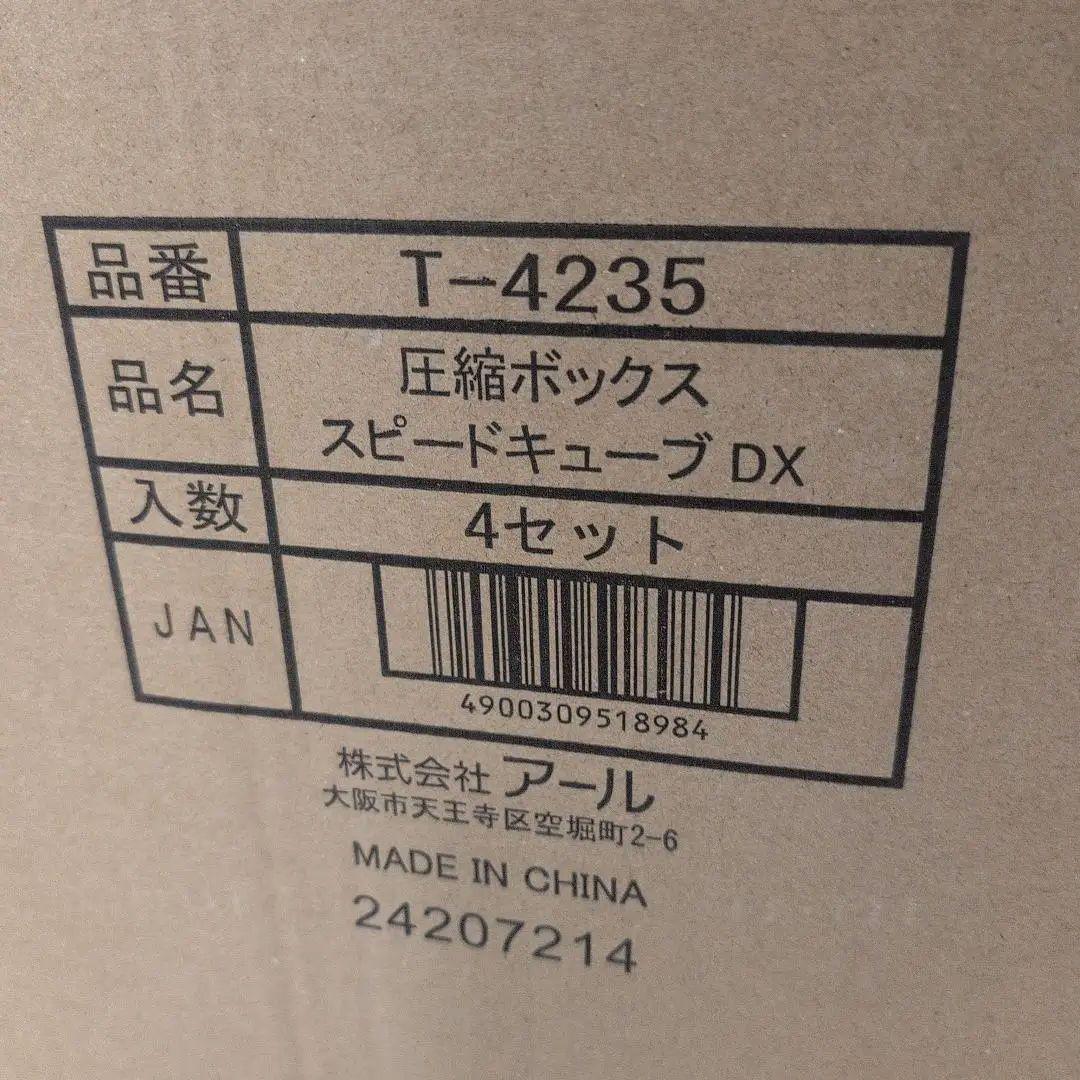 品番 T-4235
品名 圧縮ボックス
スピードキューブ DX
入数 4セット
JAN
4900309518984
株式会社 アール
大阪市天王寺区空堀町2-6
MADE IN CHINA
24207214